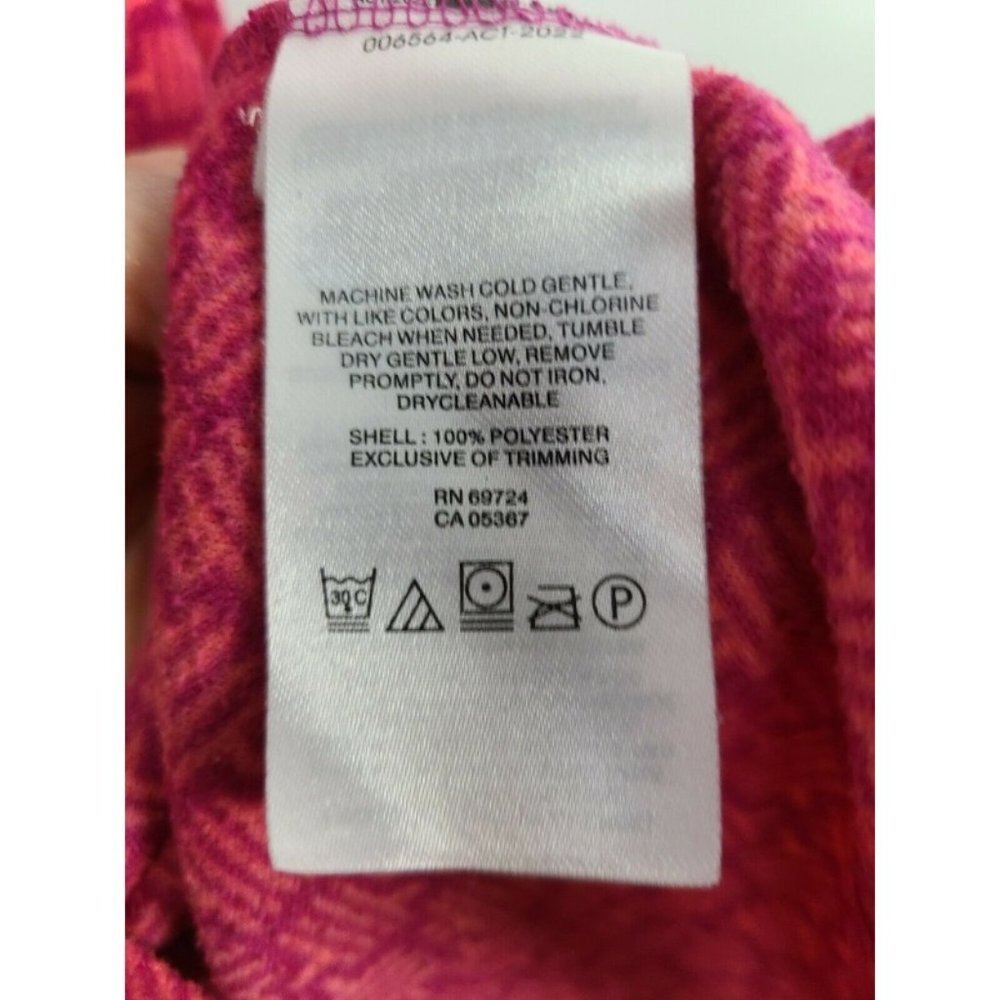 006564-AC1-2022
MACHINE WASH COLD GENTLE,
WITH LIKE COLORS, NON-CHLORINE
BLEACH WHEN NEEDED, TUMBLE
DRY GENTLE LOW, REMOVE
PROMPTLY, DO NOT IRON,
DRYCLEANABLE
SHELL : 100% POLYESTER
EXCLUSIVE OF TRIMMING
RN 69724
CA 05367
30 C
P